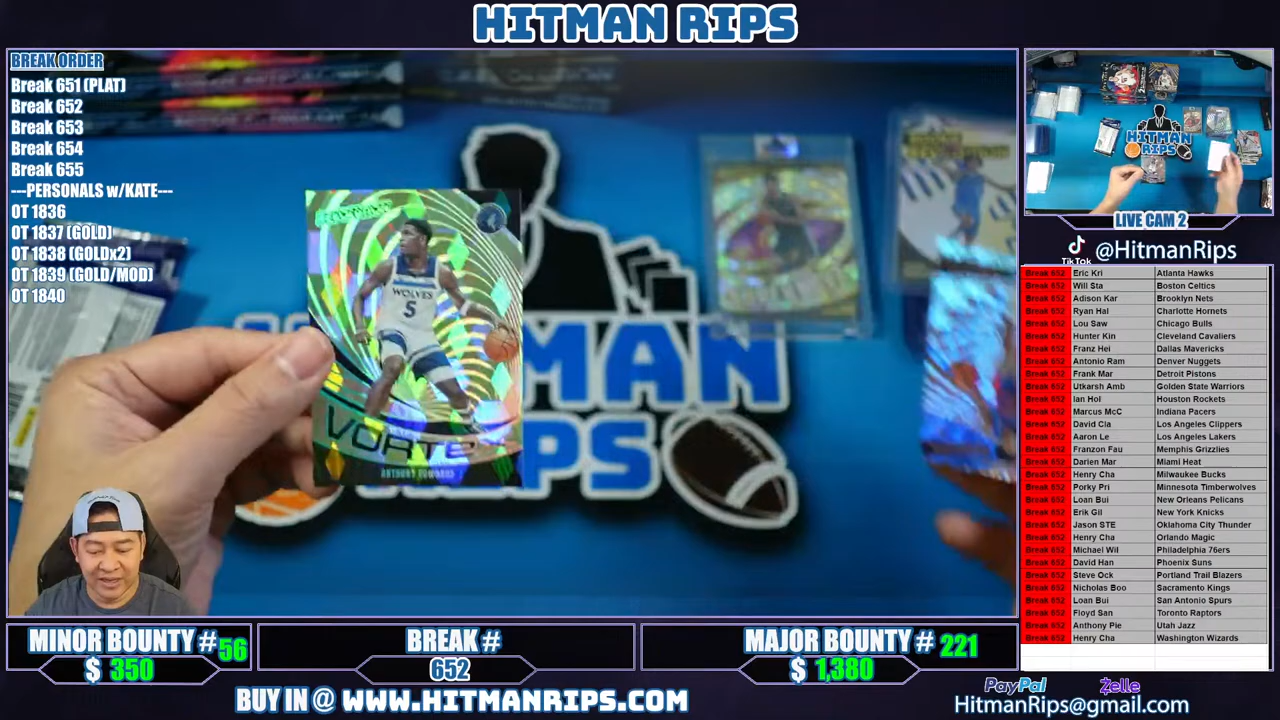 HITMAN RIPS
BREAK ORDER
Break 651 (PLAT)
Break 652
Break 653
Break 654
Break 655
---PERSONALS w/KATE---
OT 1836
OT 1837 (GOLD)
OT 1838 (GOLDx2)
OT 1839 (GOLD/MOD)
OT 1840
WOLVES
5
VORTE
ANTHONY EDWARDS
HITMAN
RIPS
HITMAN
RIPS
LIVE CAM 2
TikTok
@HitmanRips
Break 652 Eric Kri Atlanta Hawks
Break 652 Will Sta Boston Celtics
Break 652 Adison Kar Brooklyn Nets
Break 652 Ryan Hal Charlotte Hornets
Break 652 Lou Saw Chicago Bulls
Break 652 Hunter Kin Cleveland Cavaliers
Break 652 Franz Hei Dallas Mavericks
Break 652 Antonio Ram Denver Nuggets
Break 652 Frank Mar Detroit Pistons
Break 652 Utkarsh Amb Golden State Warriors
Break 652 Ian Hol Houston Rockets
Break 652 Marcus McC Indiana Pacers
Break 652 David Cla Los Angeles Clippers
Break 652 Aaron Le Los Angeles Lakers
Break 652 Franzon Fau Memphis Grizzlies
Break 652 Darien Mar Miami Heat
Break 652 Henry Cha Milwaukee Bucks
Break 652 Porky Pri Minnesota Timberwolves
Break 652 Loan Bui New Orleans Pelicans
Break 652 Erik Gil New York Knicks
Break 652 Jason STE Oklahoma City Thunder
Break 652 Henry Cha Orlando Magic
Break 652 Michael Wil Philadelphia 76ers
Break 652 David Han Phoenix Suns
Break 652 Steve Ock Portland Trail Blazers
Break 652 Nicholas Boo Sacramento Kings
Break 652 Loan Bui San Antonio Spurs
Break 652 Floyd San Toronto Raptors
Break 652 Anthony Pie Utah Jazz
Break 652 Henry Cha Washington Wizards
MINOR BOUNTY # 56
$ 350
BREAK #
652
MAJOR BOUNTY # 221
$ 1,380
BUY IN @ WWW.HITMANRIPS.COM
PayPal Zelle
HitmanRips@gmail.com